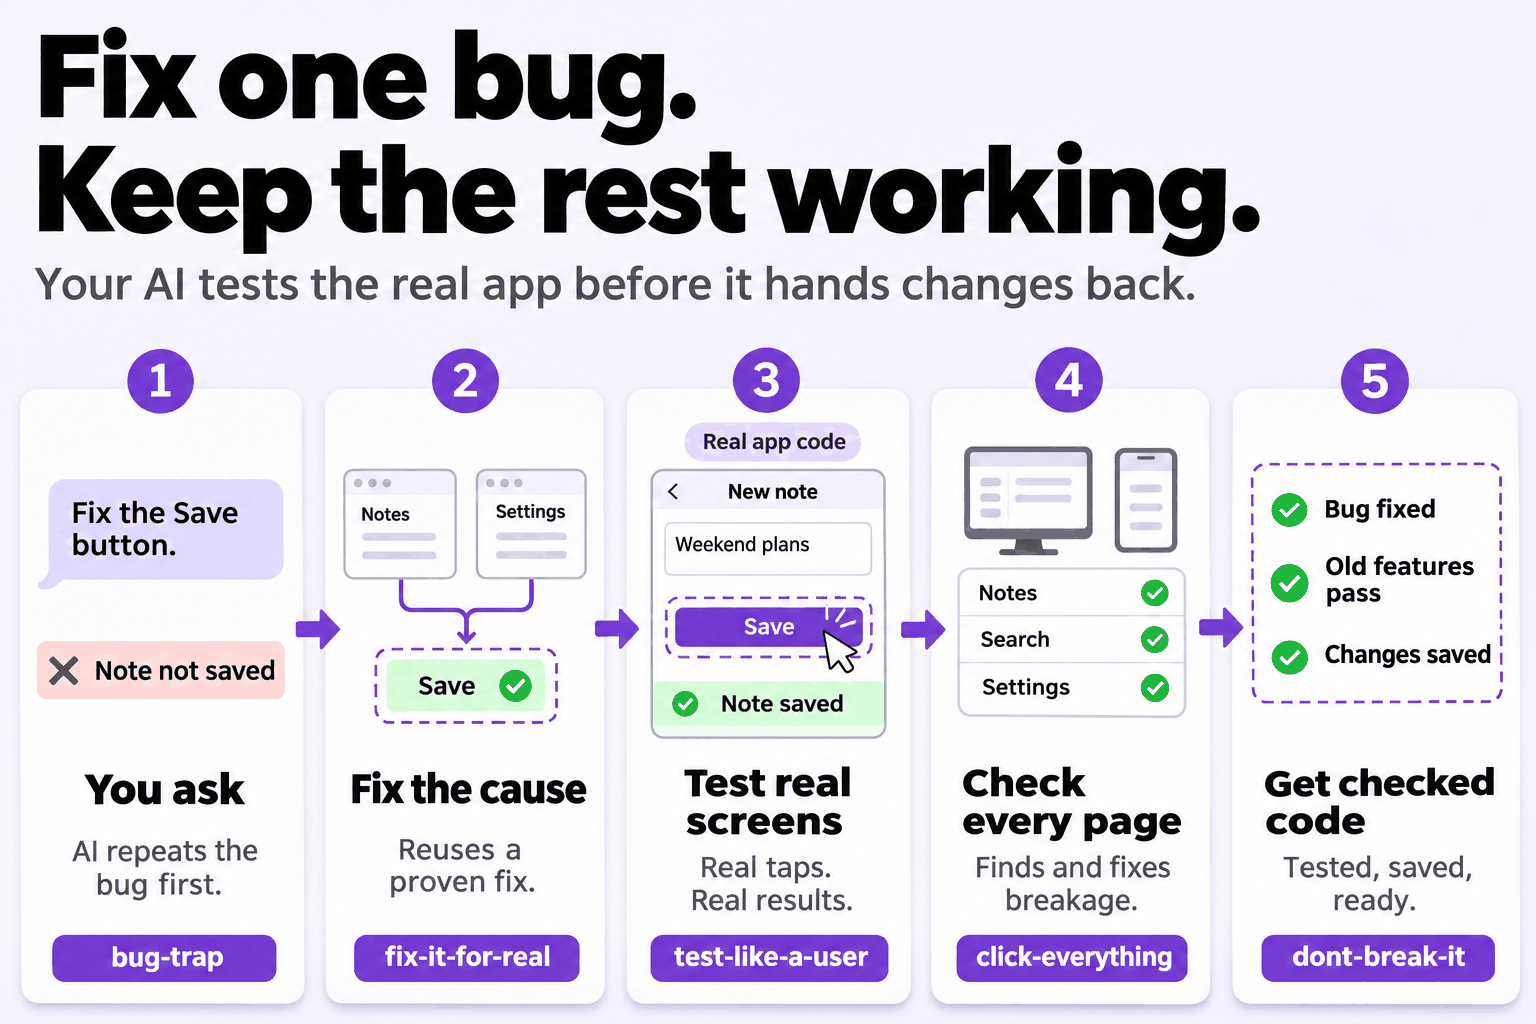 Fix one bug.
Keep the rest working.
Your AI tests the real app before it hands changes back.
1
Fix the Save
button.
Note not saved
You ask
AI repeats the
bug first.
bug-trap
2
Notes
Settings
Save
Fix the cause
Reuses a
proven fix.
fix-it-for-real
3
Real app code
New note
Weekend plans
Save
Note saved
Test real
screens
Real taps.
Real results.
test-like-a-user
4
Notes
Search
Settings
Check
every page
Finds and fixes
breakage.
click-everything
5
Bug fixed
Old features
pass
Changes saved
Get checked
code
Tested, saved,
ready.
dont-break-it